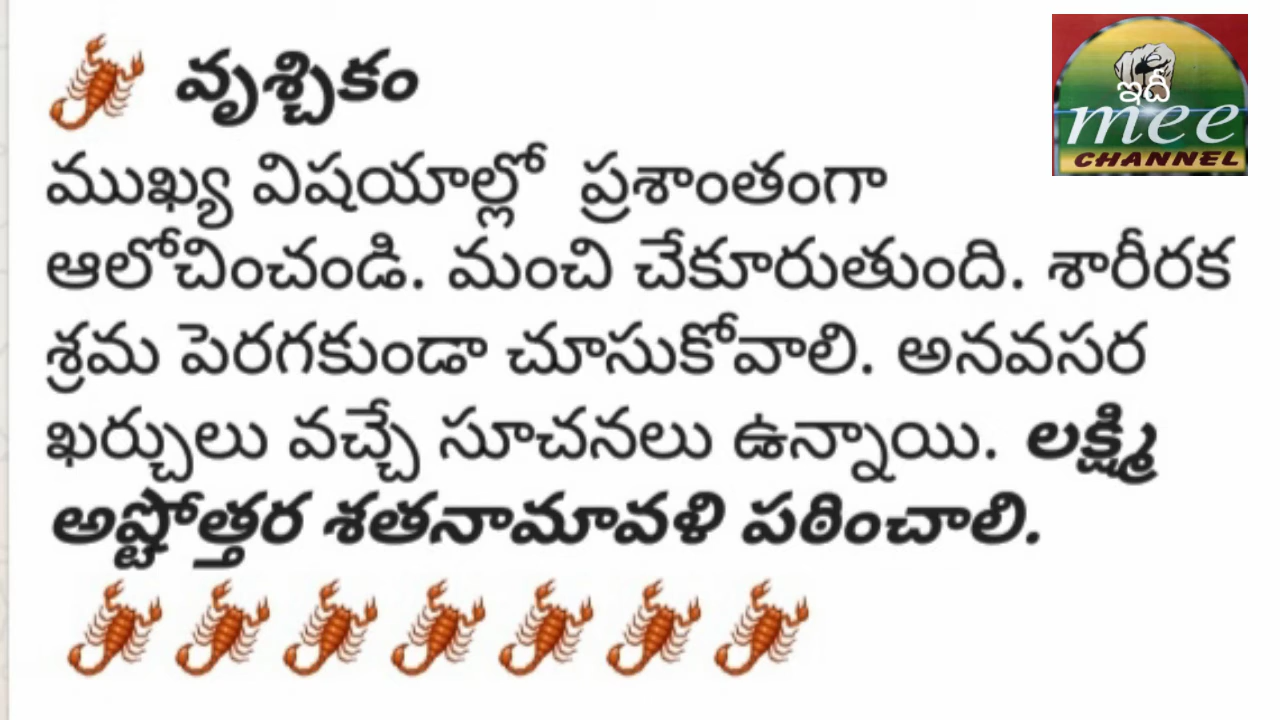 🦂 వృశ్చికం
ముఖ్య విషయాల్లో ప్రశాంతంగా
ఆలోచించండి. మంచి చేకూరుతుంది. శారీరక
శ్రమ పెరగకుండా చూసుకోవాలి. అనవసర
ఖర్చులు వచ్చే సూచనలు ఉన్నాయి. లక్ష్మి
అష్టోత్తర శతనామావళి పఠించాలి.
🦂🦂🦂🦂🦂🦂🦂
ఇదీ
mee
CHANNEL